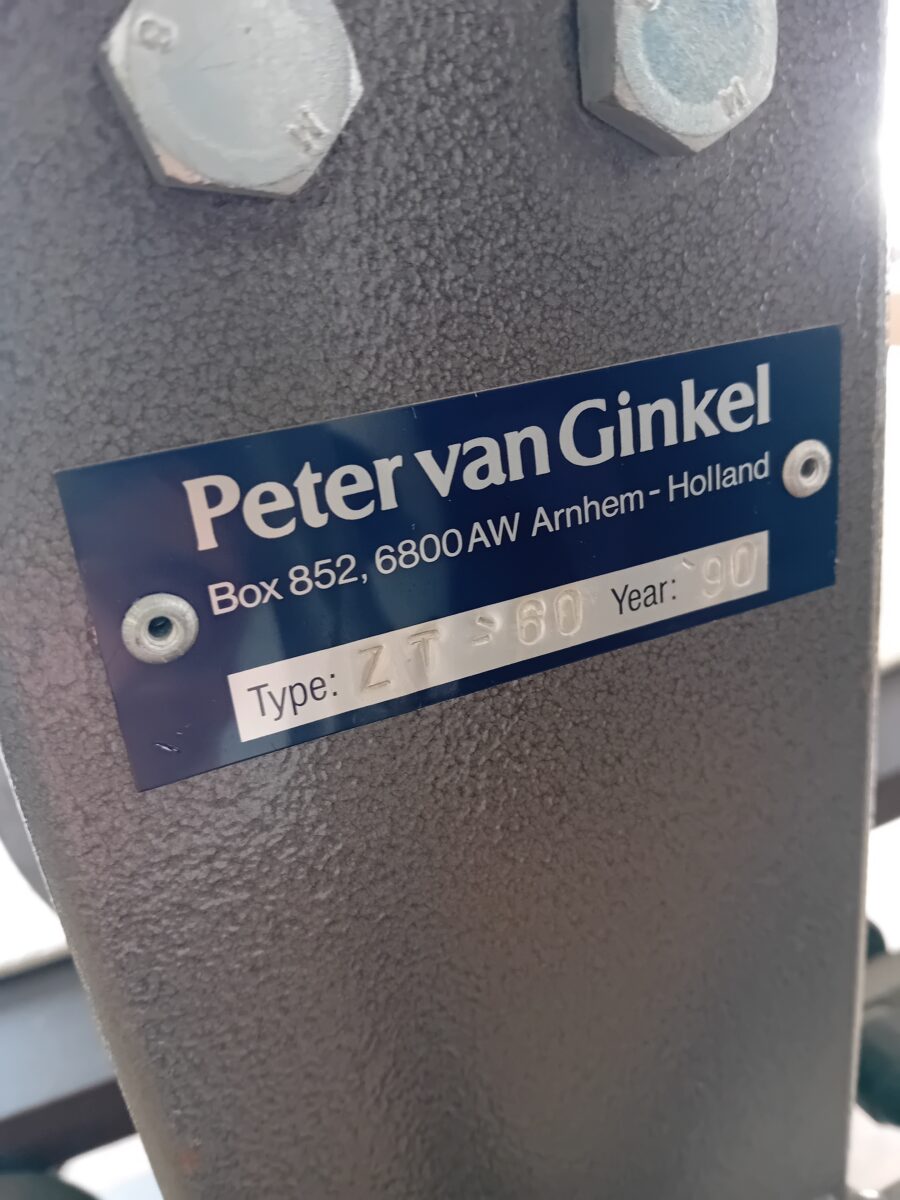 Peter van Ginkel
Box 852, 6800 AW Arnhem - Holland
Type: ZT - 60 Year: '90